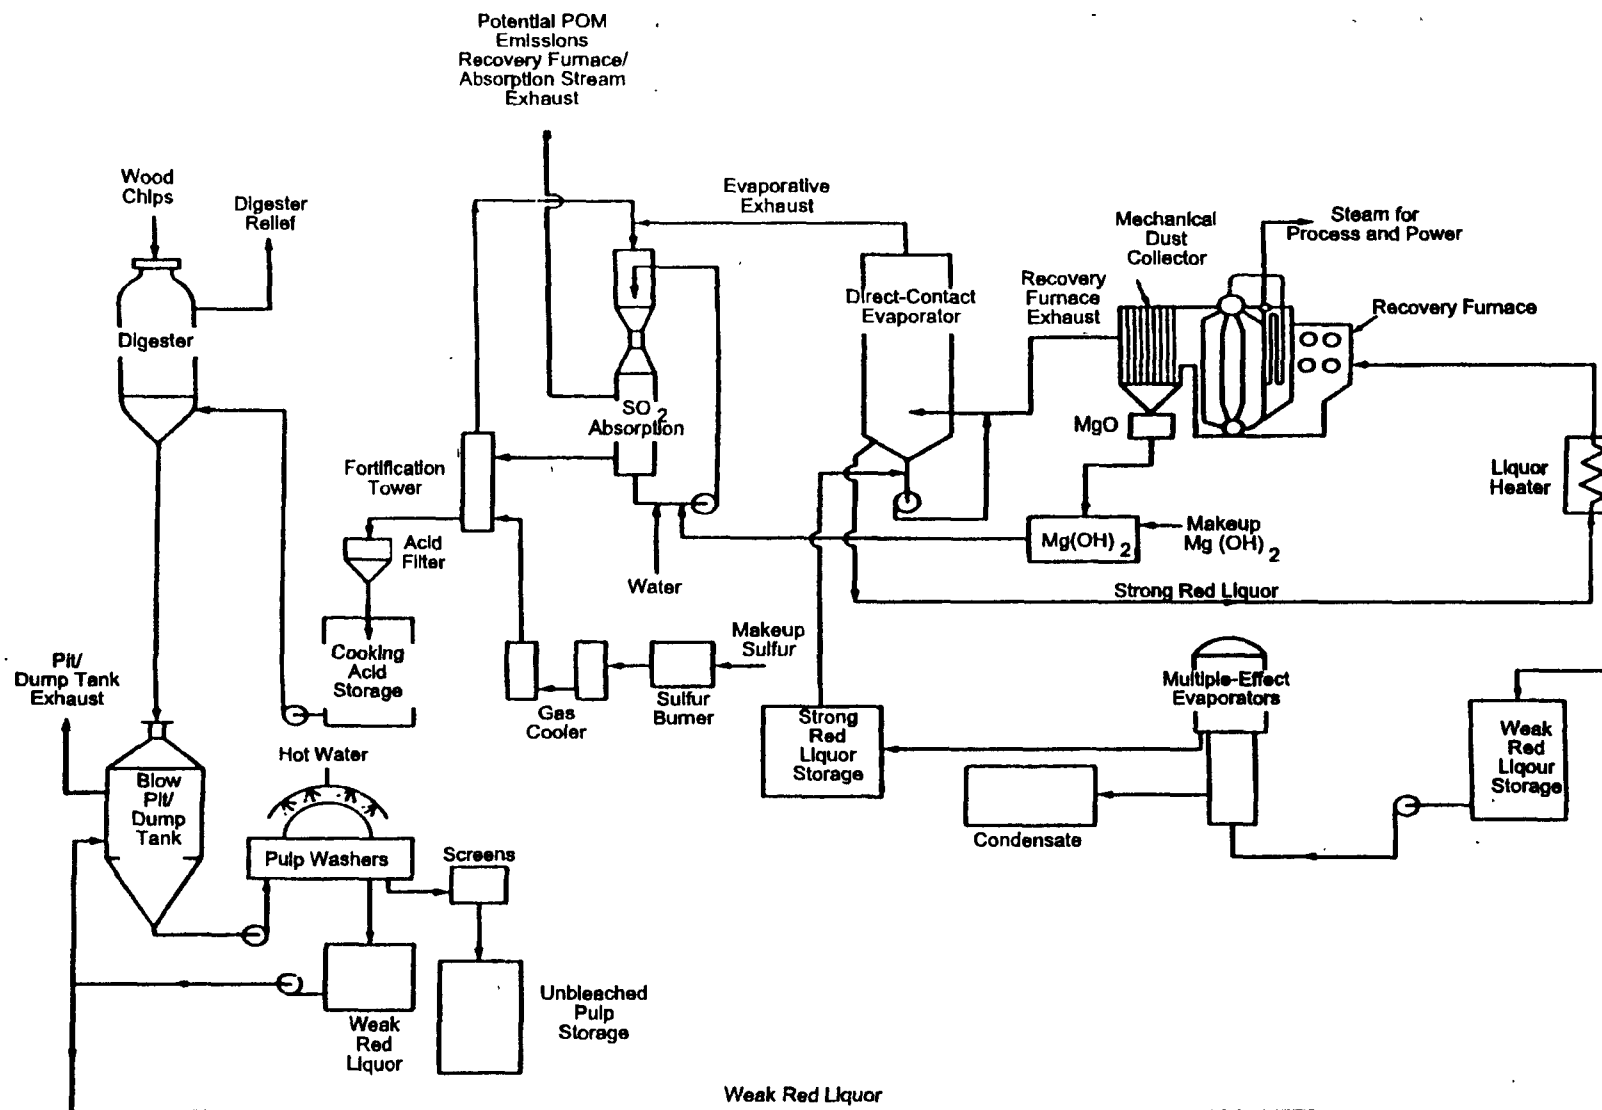 Potential POM
Emissions
Recovery Furnace/
Absorption Stream
Exhaust
Wood
Chips
Digester
Relief
Evaporative
Exhaust
Mechanical
Dust
Collector
Steam for
Process and Power
Recovery
Furnace
Exhaust
Recovery Furnace
Direct-Contact
Evaporator
Digester
SO2
Absorption
MgO
Fortification
Tower
Liquor
Heater
Acid
Filter
Mg(OH)2
Makeup
Mg (OH)2
Water
Strong Red Liquor
Cooking
Acid
Storage
Makeup
Sulfur
Sulfur
Burner
Gas
Cooler
Pit/
Dump Tank
Exhaust
Multiple-Effect
Evaporators
Strong
Red
Liquor
Storage
Weak
Red
Liqour
Storage
Hot Water
Blow
Pit/
Dump
Tank
Condensate
Pulp Washers
Screens
Unbleached
Pulp
Storage
Weak
Red
Liquor
Weak Red Liquor